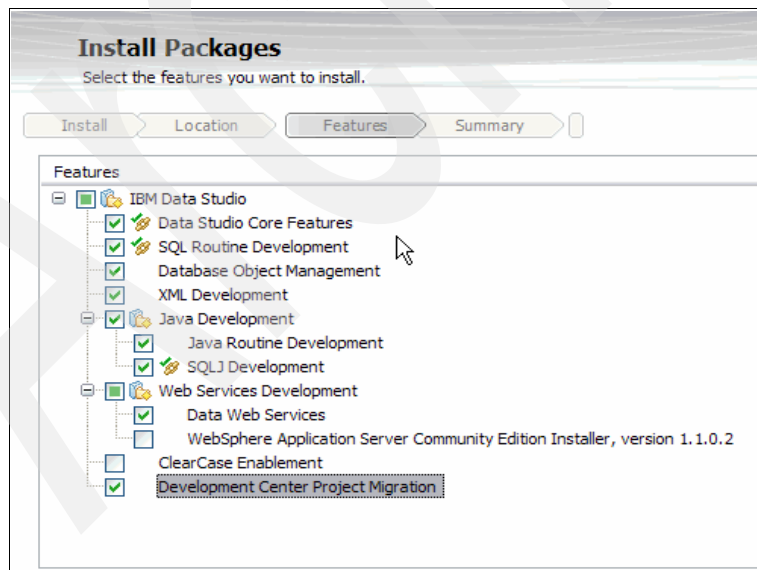 Install Packages
Select the features you want to install.
Install Location Features Summary
Features
IBM Data Studio
Data Studio Core Features
SQL Routine Development
Database Object Management
XML Development
Java Development
Java Routine Development
SQLJ Development
Web Services Development
Data Web Services
WebSphere Application Server Community Edition Installer, version 1.1.0.2
ClearCase Enablement
Development Center Project Migration